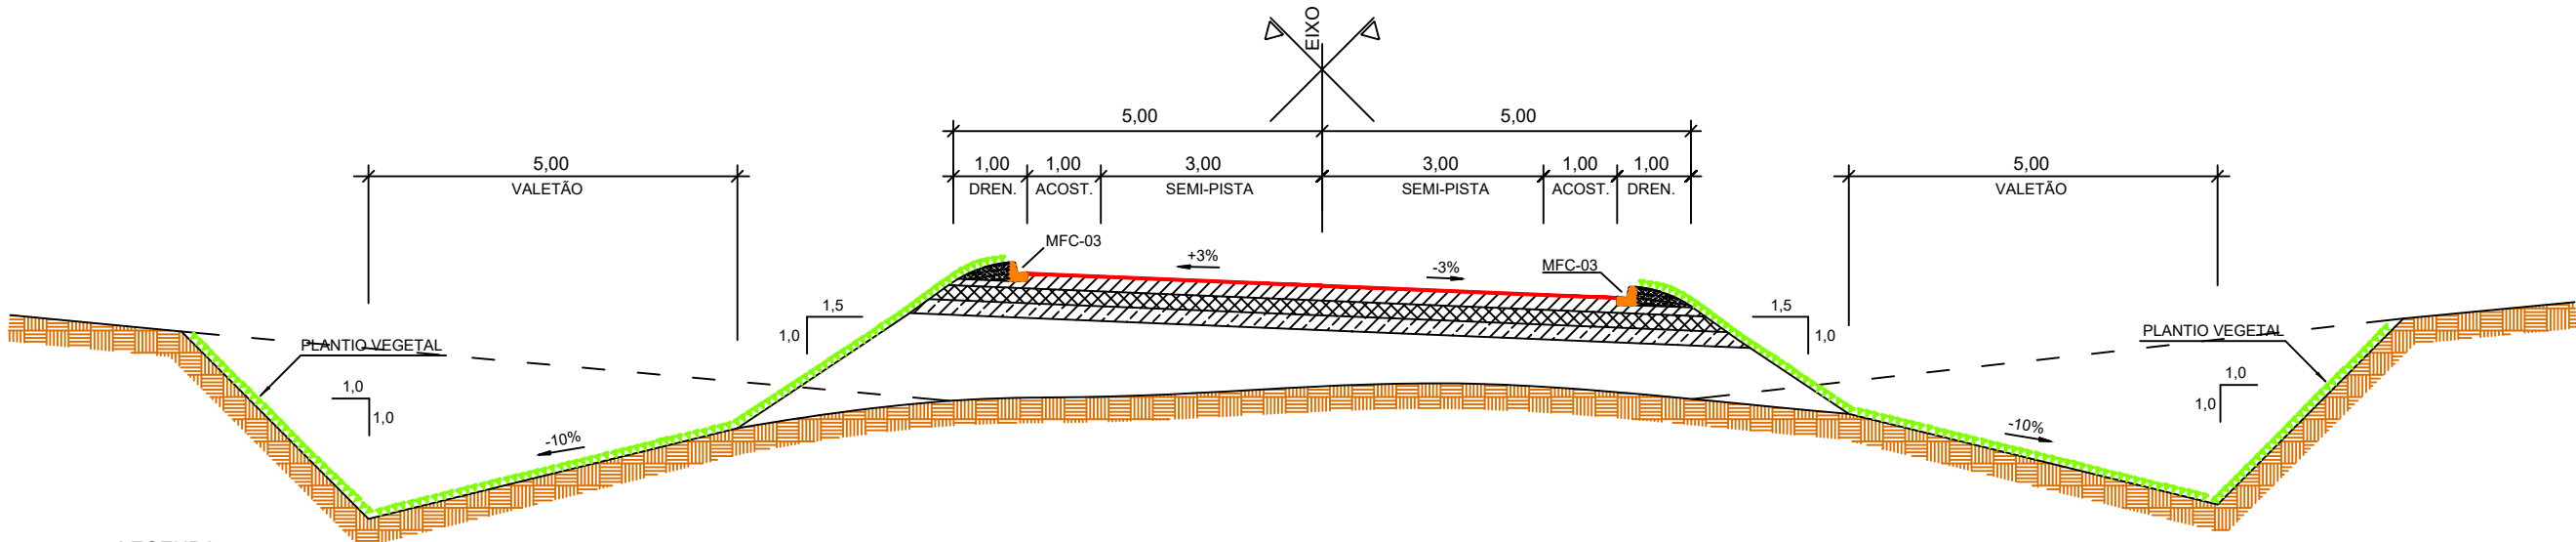 EIXO
5,00 5,00
5,00 1,00 1,00 3,00 3,00 1,00 1,00 5,00
VALETÃO DREN. ACOST. SEMI-PISTA SEMI-PISTA ACOST. DREN. VALETÃO
MFC-03
+3%
-3%
MFC-03
1,5
1,0
1,5
1,0
PLANTIO VEGETAL
PLANTIO VEGETAL
1,0
1,0
1,0
1,0
-10%
-10%